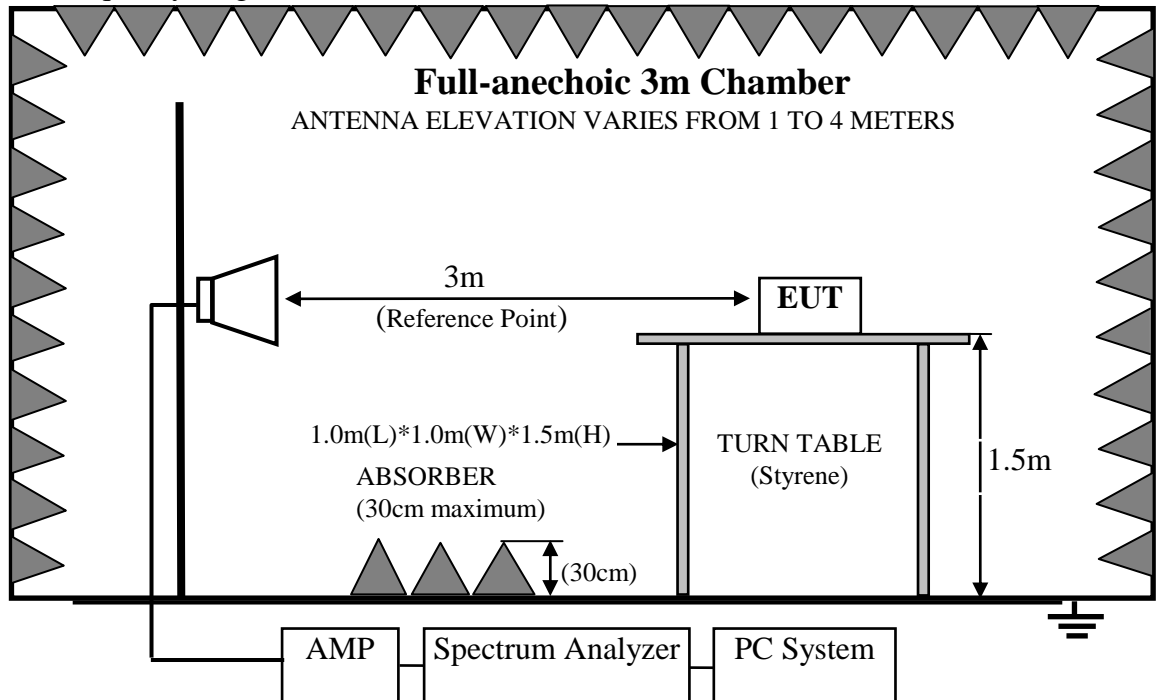 Full-anechoic 3m Chamber
ANTENNA ELEVATION VARIES FROM 1 TO 4 METERS
3m
(Reference Point)
EUT
1.0m(L)*1.0m(W)*1.5m(H)
TURN TABLE
(Styrene)
1.5m
ABSORBER
(30cm maximum)
(30cm)
AMP
Spectrum Analyzer
PC System